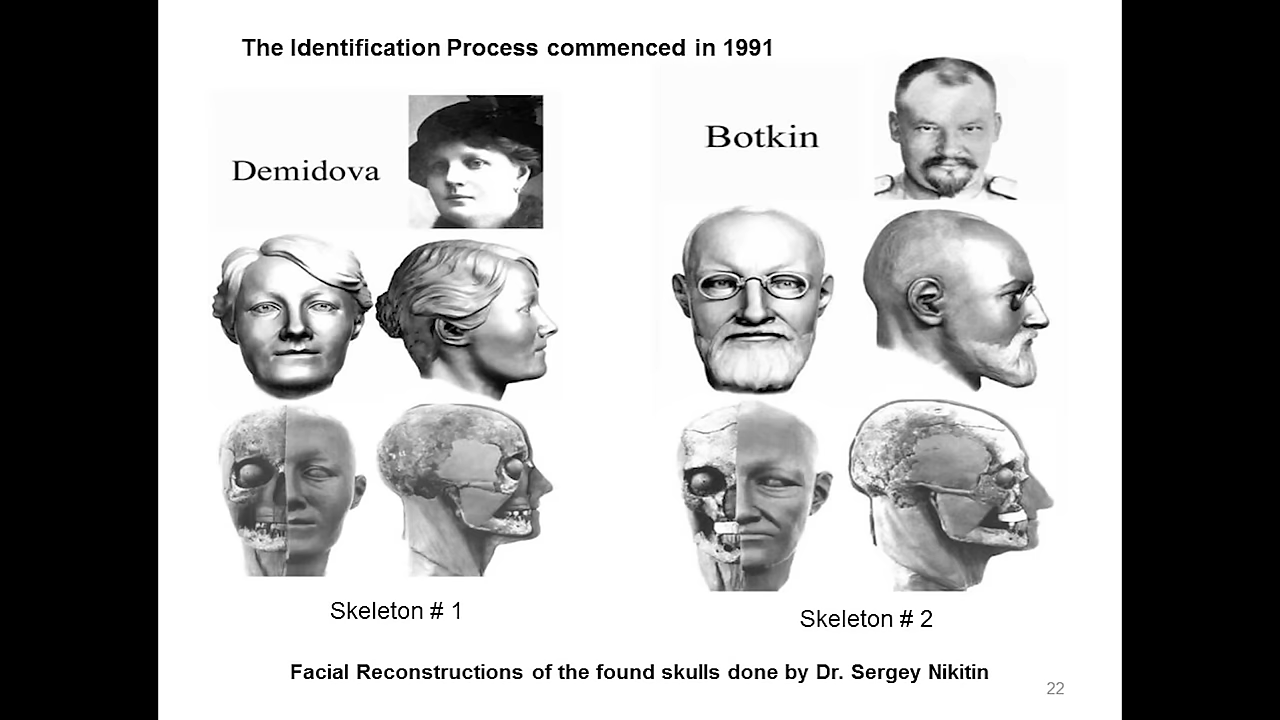 The Identification Process commenced in 1991
Demidova
Botkin
Skeleton # 1
Skeleton # 2
Facial Reconstructions of the found skulls done by Dr. Sergey Nikitin
22